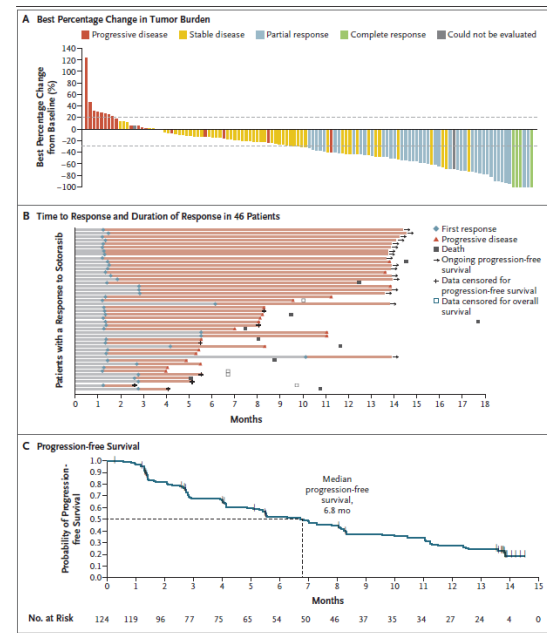 A Best Percentage Change in Tumor Burden
Progressive disease Stable disease Partial response Complete response Could not be evaluated
Best Percentage Change
from Baseline (%)
140
120
100
80
60
40
20
0
−20
−40
−60
−80
−100
B Time to Response and Duration of Response in 46 Patients
Patients with a Response to Sotorasib
First response
Progressive disease
Death
Ongoing progression-free
survival
Data censored for
progression-free survival
Data censored for overall
survival
0 1 2 3 4 5 6 7 8 9 10 11 12 13 14 15 16 17 18
Months
C Progression-free Survival
Probability of Progression-
free Survival
1.0
0.9
0.8
0.7
0.6
0.5
0.4
0.3
0.2
0.1
0.0
Median
progression-free
survival,
6.8 mo
0 1 2 3 4 5 6 7 8 9 10 11 12 13 14 15
Months
No. at Risk 124 119 96 77 75 65 54 50 46 37 35 34 27 24 4 0